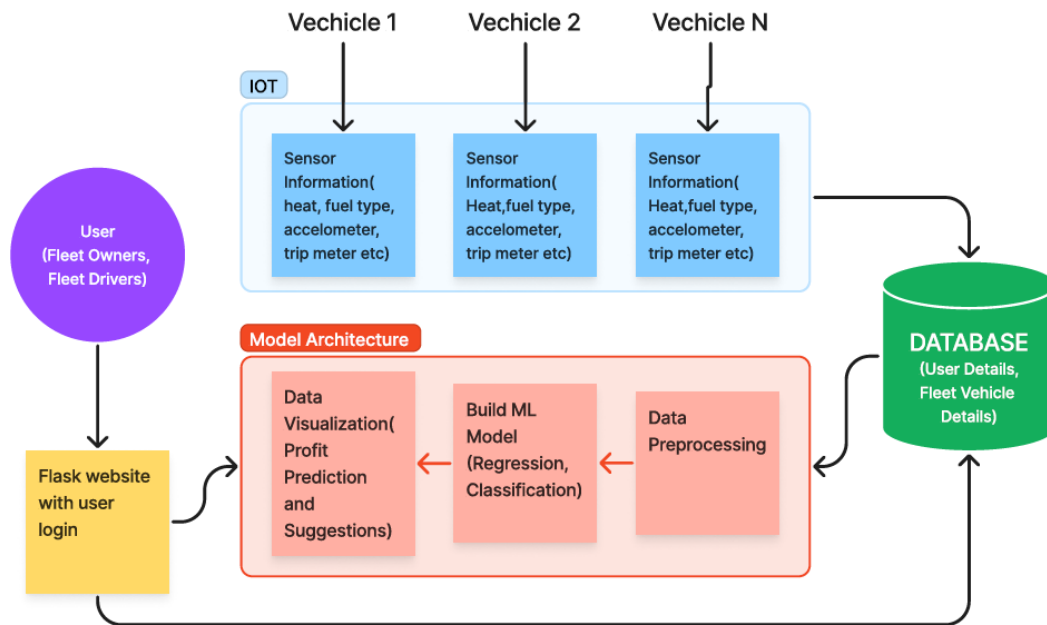 Vechicle 1
Vechicle 2
Vechicle N
IOT
Sensor
Information(
heat, fuel type,
accelometer,
trip meter etc)
Sensor
Information(
Heat,fuel type,
accelometer,
trip meter etc)
Sensor
Information(
Heat,fuel type,
accelometer,
trip meter etc)
User
(Fleet Owners,
Fleet Drivers)
DATABASE
(User Details,
Fleet Vehicle
Details)
Model Architecture
Data
Visualization(
Profit
Prediction
and
Suggestions)
Build ML
Model
(Regression,
Classification)
Data
Preprocessing
Flask website
with user
login